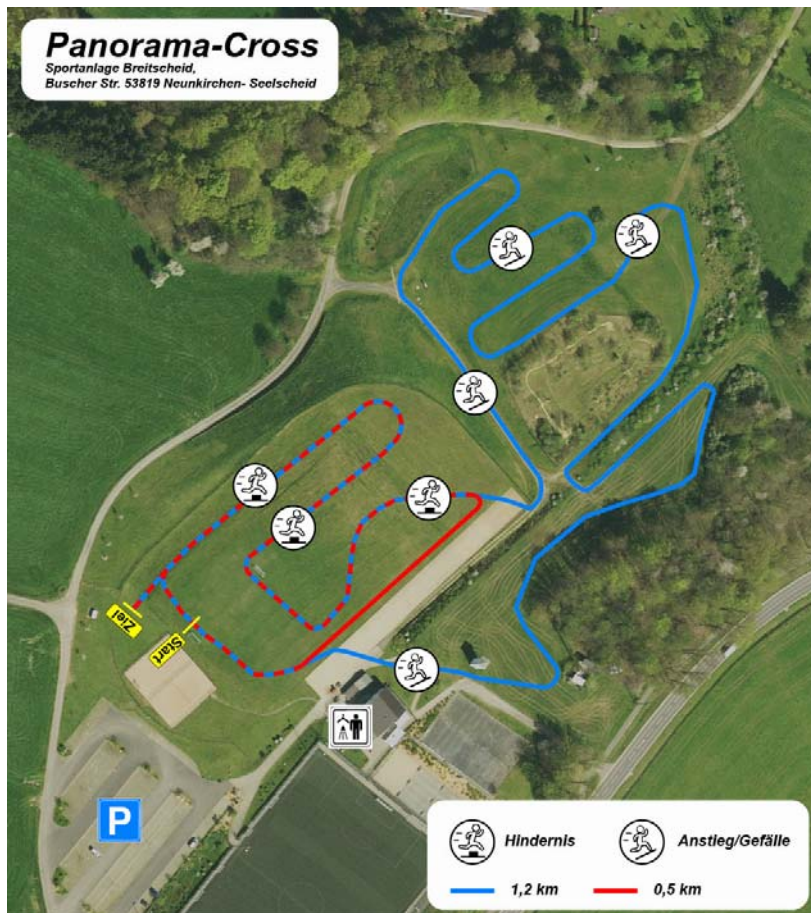 Panorama-Cross
Sportanlage Breitscheid,
Buscher Str. 53819 Neunkirchen- Seelscheid
Ziel
Start
P
Hindernis
Anstieg/Gefälle
1,2 km
0,5 km